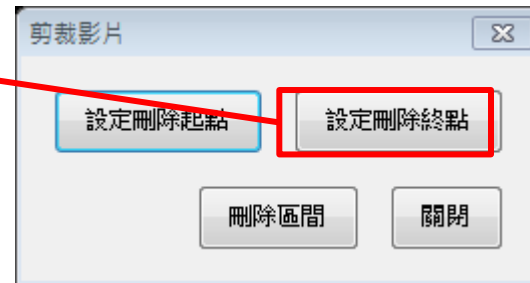 剪裁影片
設定刪除起點 設定刪除終點
刪除區間 關閉